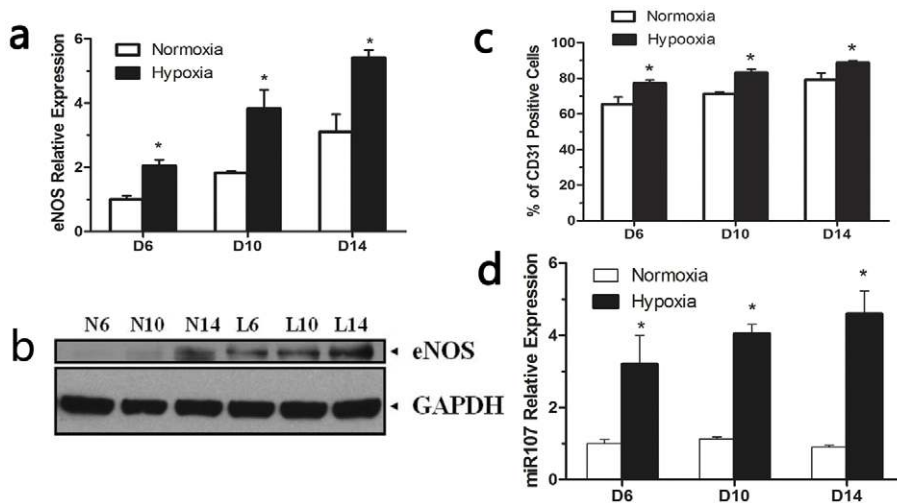 a
Normoxia
Hypoxia
eNOS Relative Expression
6
4
2
0
* * *
D6 D10 D14
b
N6 N10 N14 L6 L10 L14
eNOS
GAPDH
c
Normoxia
Hypooxia
% of CD31 Positive Cells
100
80
60
40
20
0
* * *
D6 D10 D14
d
Normoxia
Hypoxia
miR107 Relative Expression
6
4
2
0
* * *
D6 D10 D14